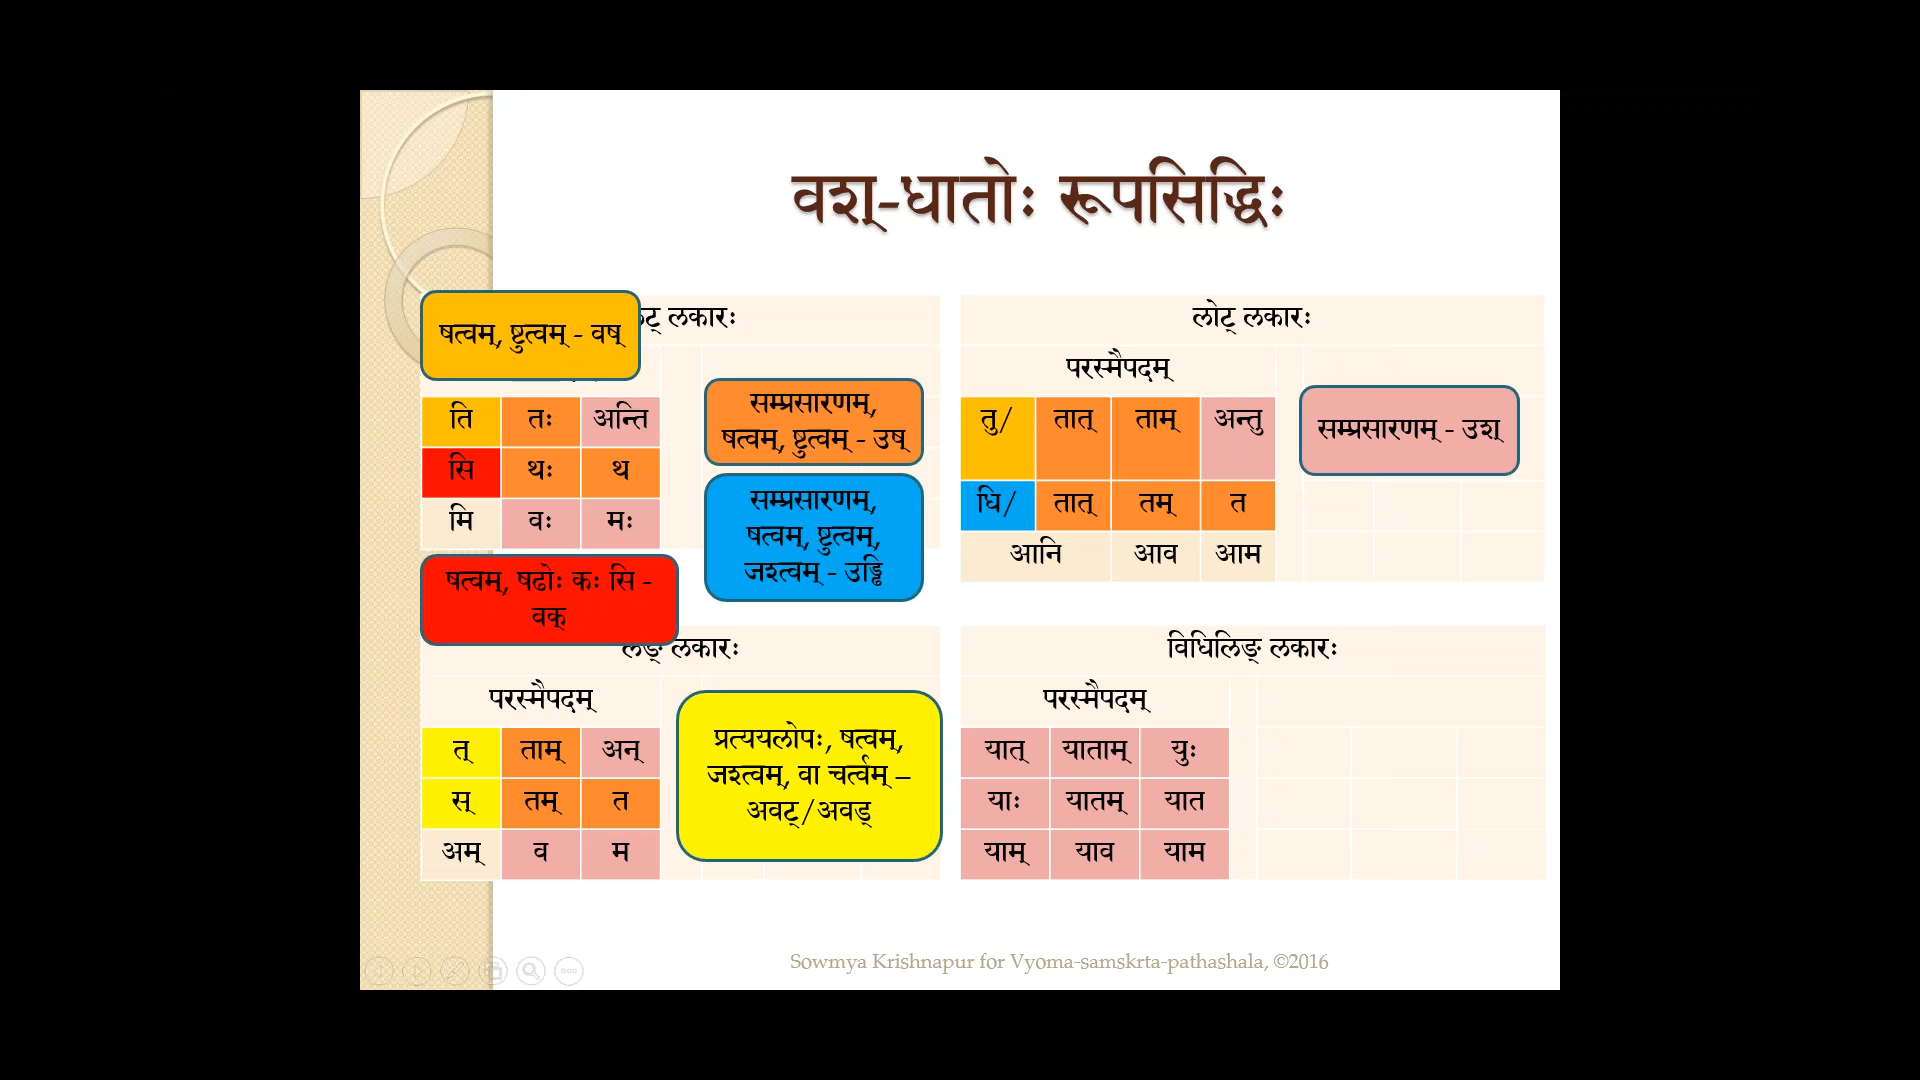 वश्-धातोः रूपसिद्धिः
षत्वम्, ष्टुत्वम् - वष्
लकारः
ति तः अन्ति
सि थः थ
मि वः मः
सम्प्रसारणम्,
षत्वम्, ष्टुत्वम् - उष्
सम्प्रसारणम्,
षत्वम्, ष्टुत्वम्,
जश्त्वम् - उड्ढि
षत्वम्, षढोः कः सि -
वक्
लोट् लकारः
परस्मैपदम्
तु/ तात् ताम् अन्तु
धि/ तात् तम् त
आनि आव आम
सम्प्रसारणम् - उश्
लङ् लकारः
परस्मैपदम्
त् ताम् अन्
स् तम् त
अम् व म
प्रत्ययलोपः, षत्वम्,
जश्त्वम्, वा चर्त्वम् –
अवट्/अवड्
विधिलिङ् लकारः
परस्मैपदम्
यात् याताम् युः
याः यातम् यात
याम् याव याम
Sowmya Krishnapur for Vyoma-samskrta-pathashala, ©2016